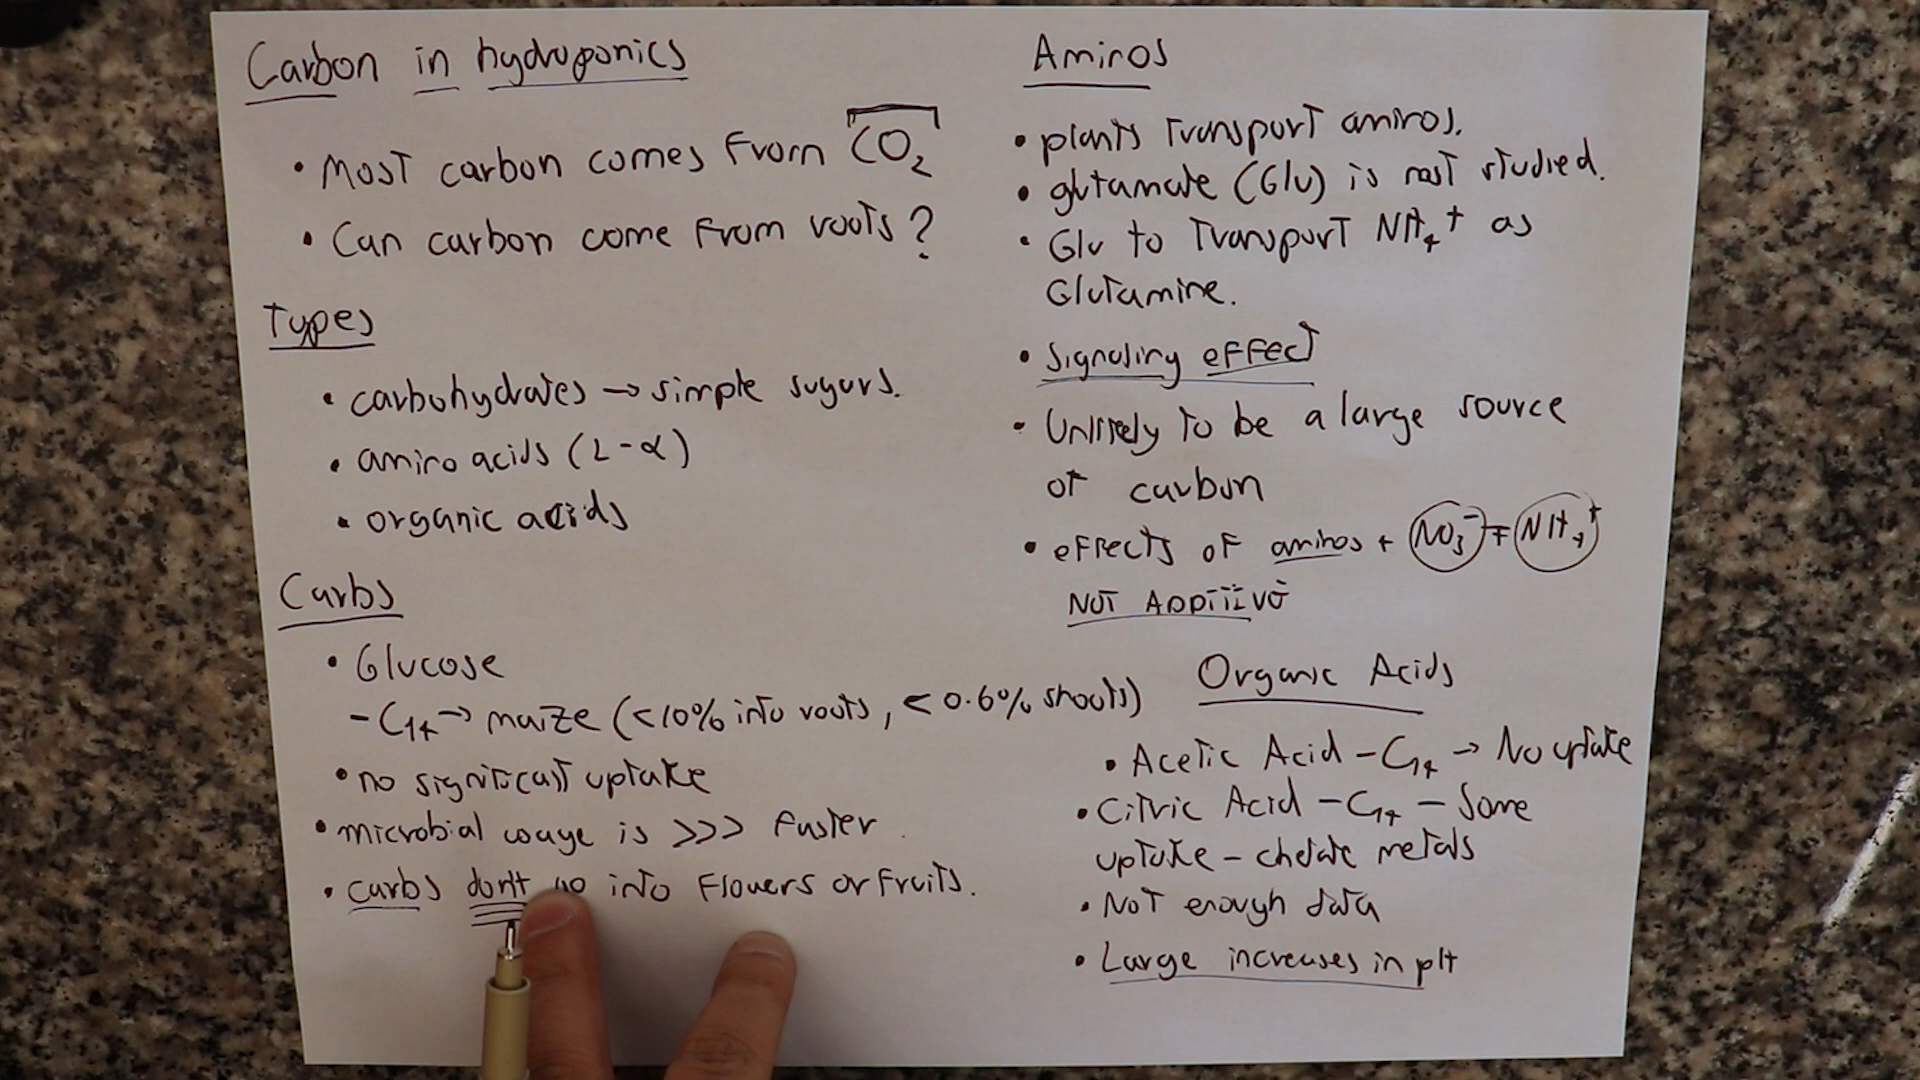 Carbon in hydroponics
• Most carbon comes from CO2
• Can carbon come from roots?
Types
• carbohydrates → simple sugars.
• amino acids (L-α)
• organic acids
Carbs
• Glucose
- C14 → maize (<10% into roots, <0.6% shoots)
• no significant uptake
• microbial usage is >>> faster
• carbs don't go into flowers or fruits.
Aminos
• plants transport aminos.
• glutamate (Glu) is most studied.
• Glu to transport NH4+ as
Glutamine.
• Signaling effect
• Unlikely to be a large source
of carbon
• effects of aminos + NO3- + NH4+
NOT ADDITIVE
Organic Acids
• Acetic Acid - C14 → No uptake
• Citric Acid - C14 - Some
uptake - chelate metals
• Not enough data
• Large increases in pH